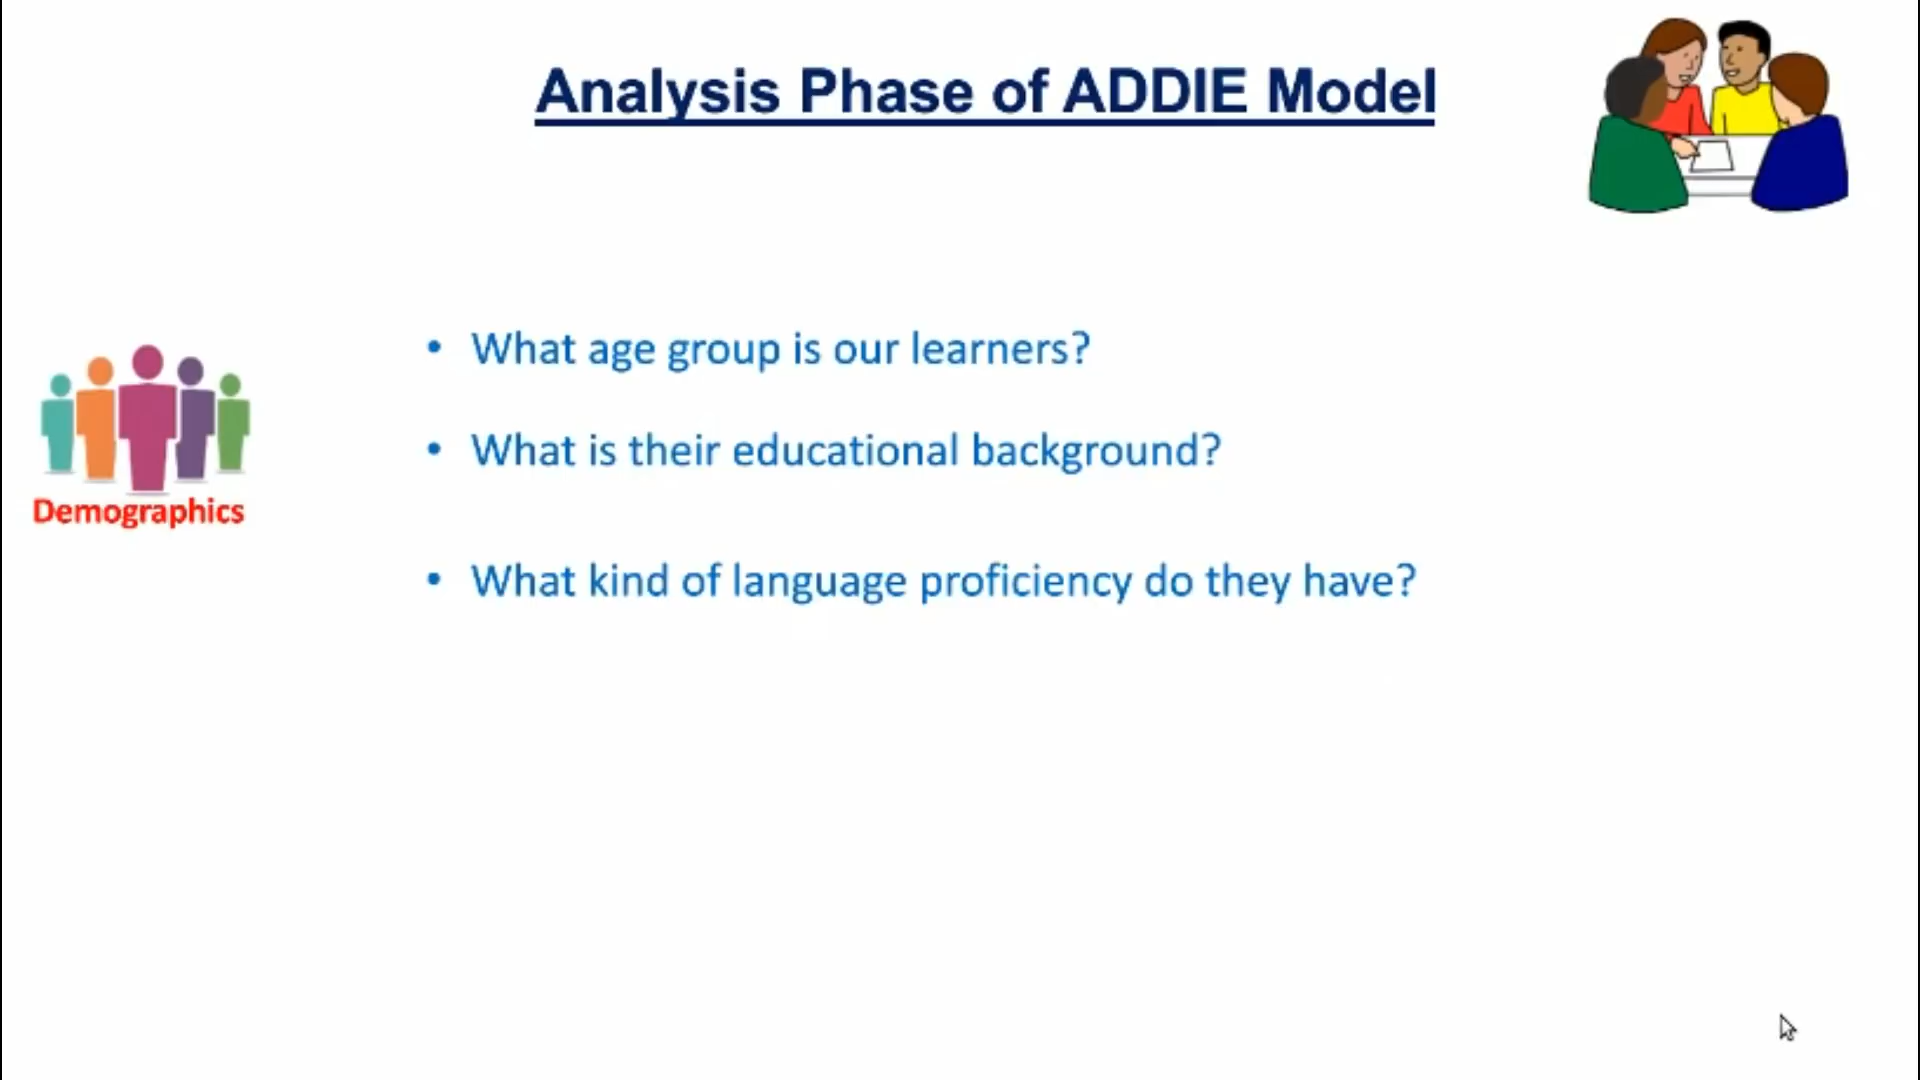 Analysis Phase of ADDIE Model
• What age group is our learners?
• What is their educational background?
Demographics
• What kind of language proficiency do they have?